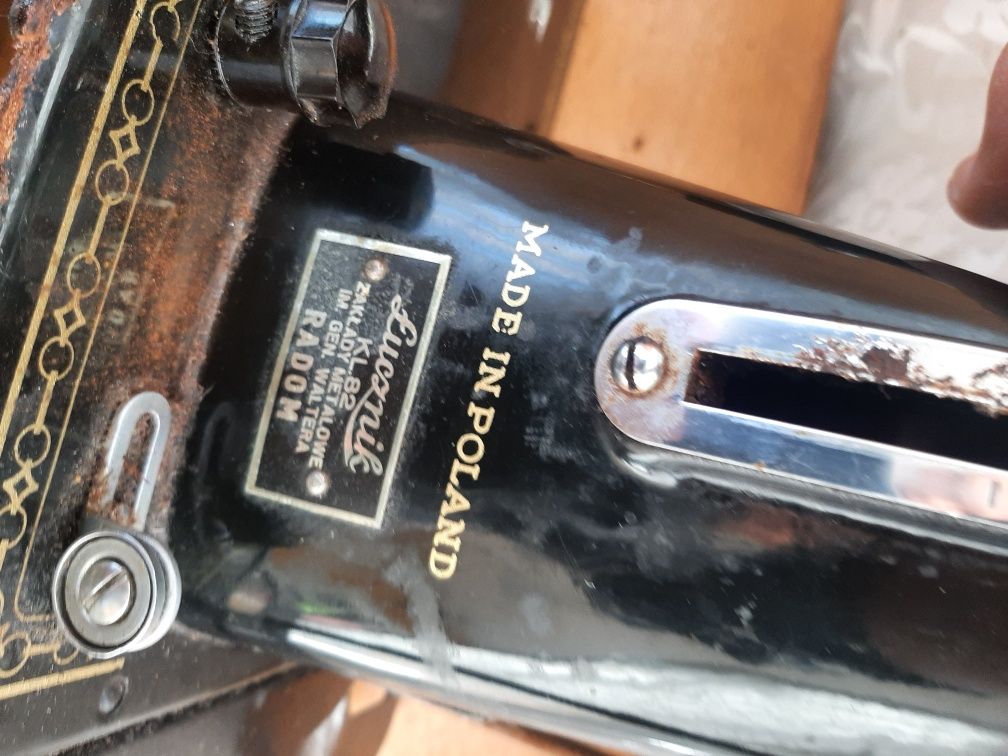 Łucznik
KL. 82
ZAKŁADY METALOWE
IM. GEN. WALTERA
RADOM
MADE IN POLAND